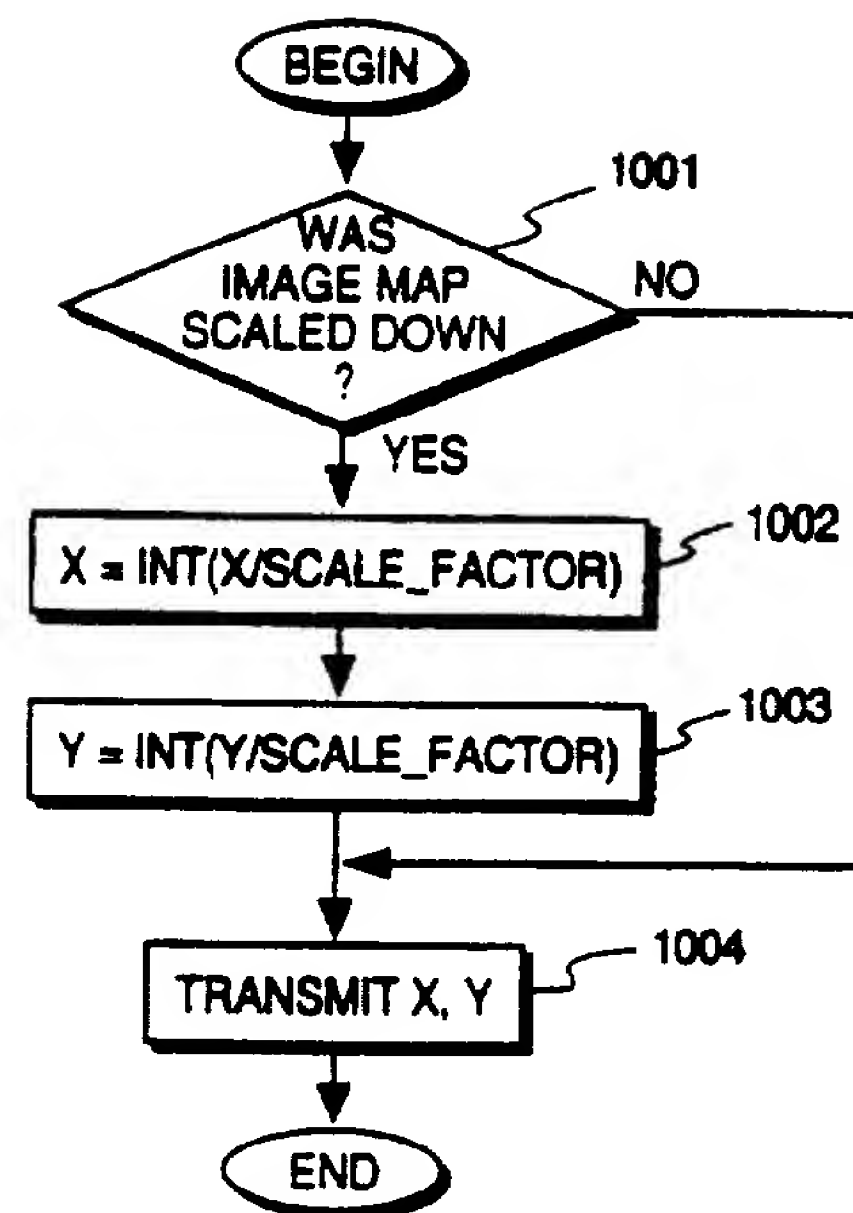 BEGIN
1001
WAS
IMAGE MAP
SCALED DOWN
?
NO
YES
1002
X = INT(X/SCALE_FACTOR)
1003
Y = INT(Y/SCALE_FACTOR)
1004
TRANSMIT X, Y
END